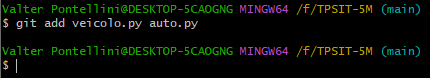 Valter Pontellini@DESKTOP-5CAOGNG MINGW64 /f/TPSIT-5M (main)
$ git add veicolo.py auto.py
Valter Pontellini@DESKTOP-5CAOGNG MINGW64 /f/TPSIT-5M (main)
$